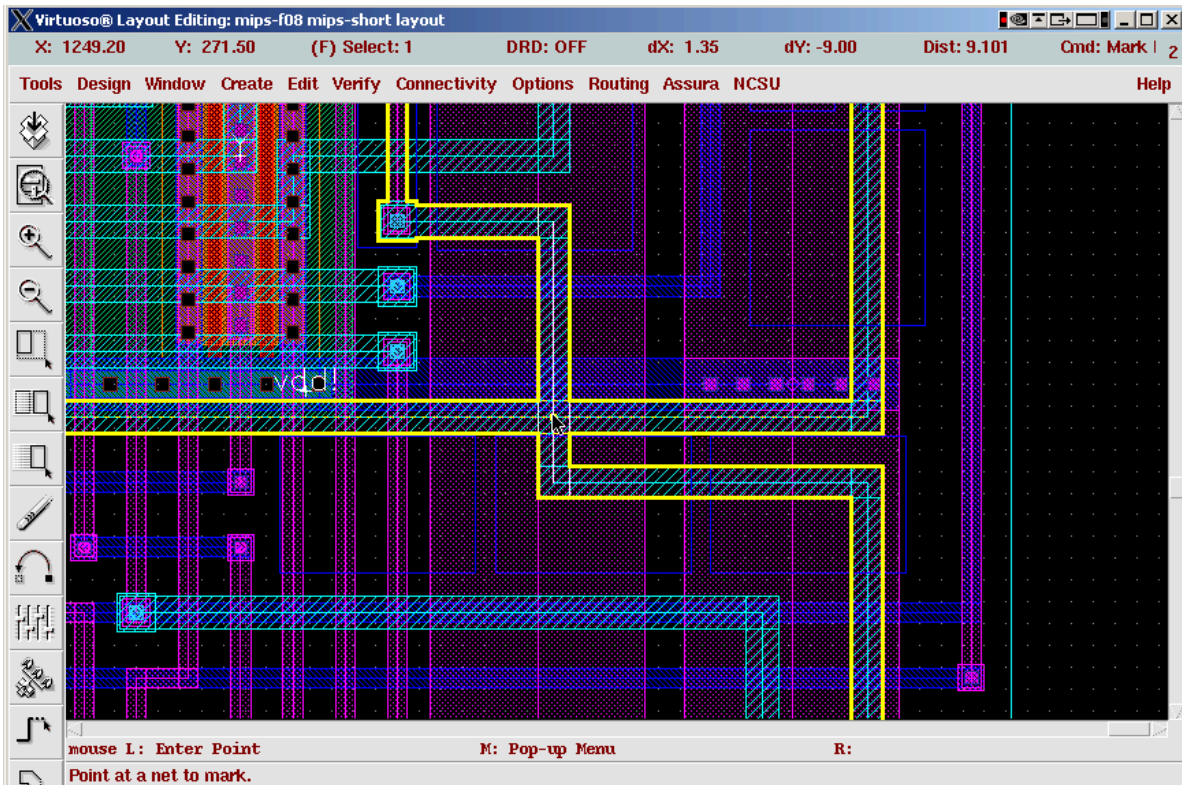 Virtuoso® Layout Editing: mips-f08 mips-short layout
X: 1249.20 Y: 271.50 (F) Select: 1 DRD: OFF dX: 1.35 dY: -9.00 Dist: 9.101 Cmd: Mark 2
Tools Design Window Create Edit Verify Connectivity Options Routing Assura NCSU Help
Y
vdd!
mouse L: Enter Point M: Pop-up Menu R:
Point at a net to mark.